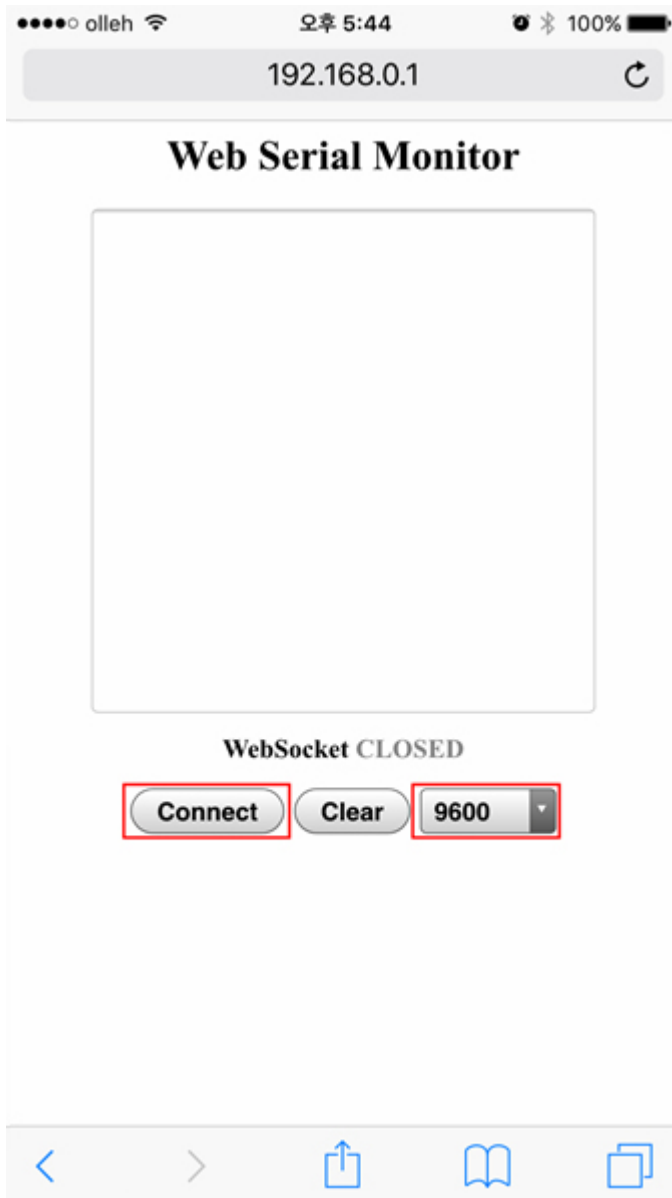 olleh 오후 5:44 100%
192.168.0.1
Web Serial Monitor
WebSocket CLOSED
Connect Clear 9600